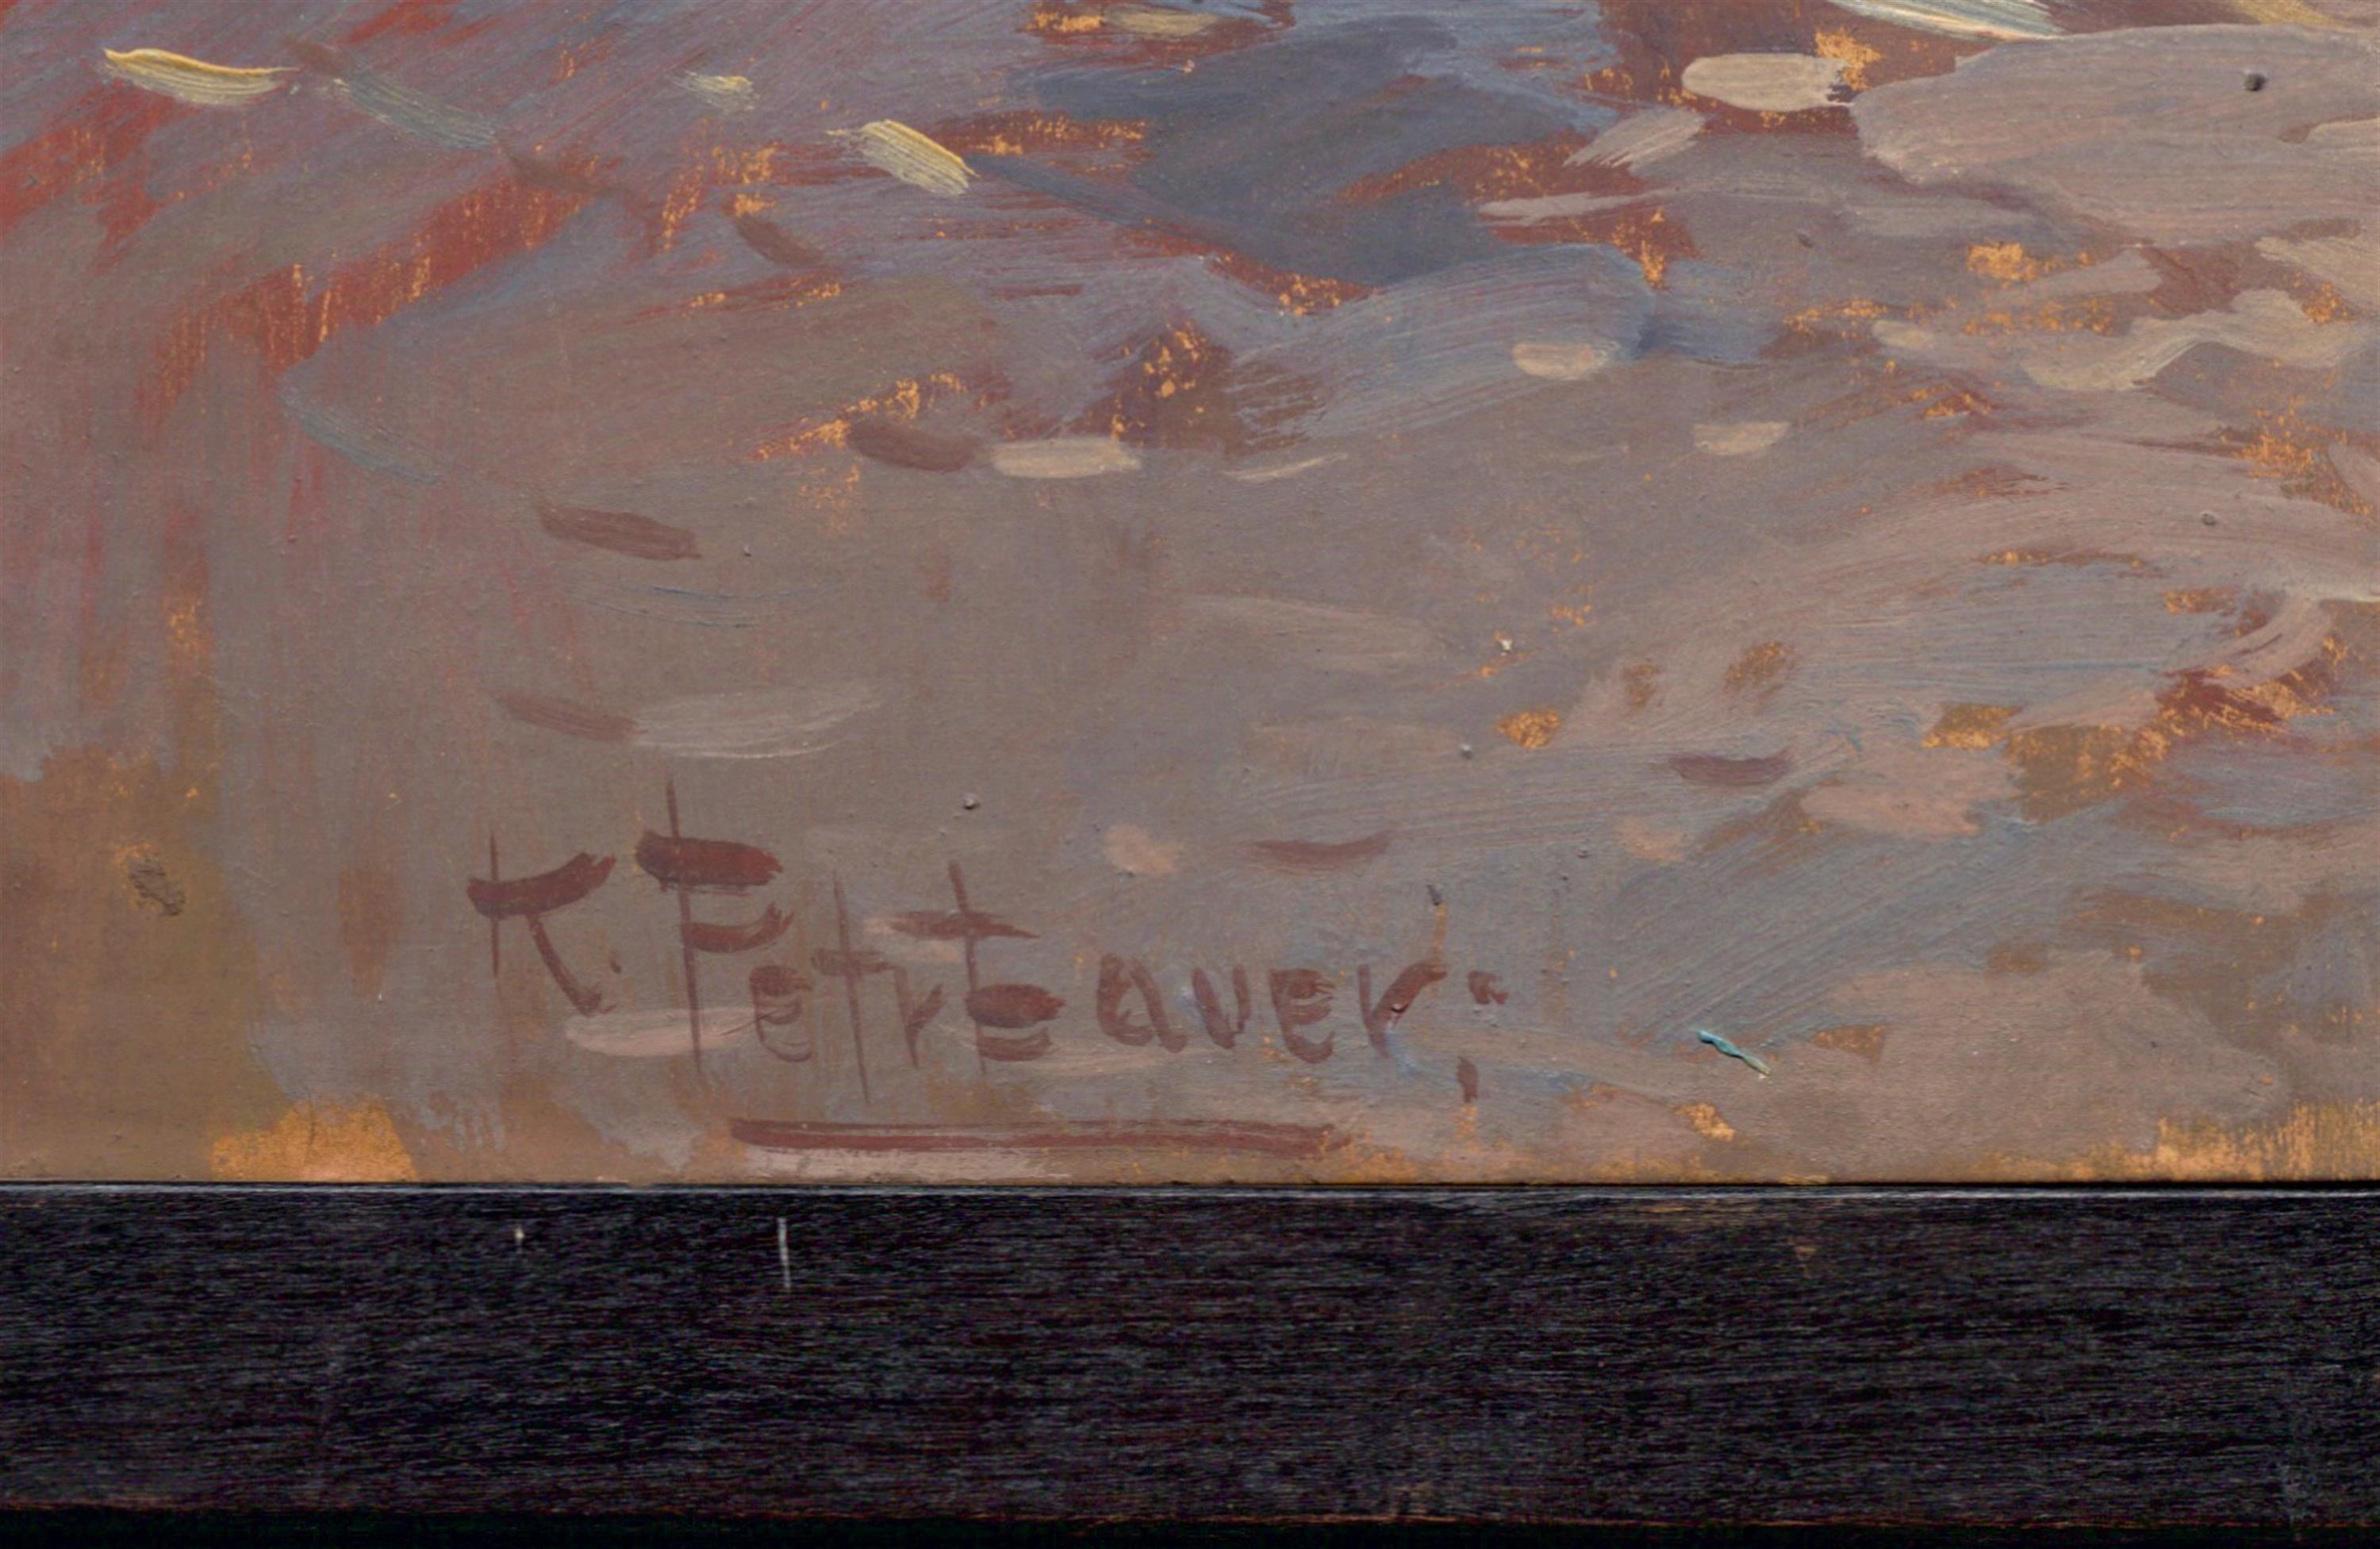 K. Petrbauer;